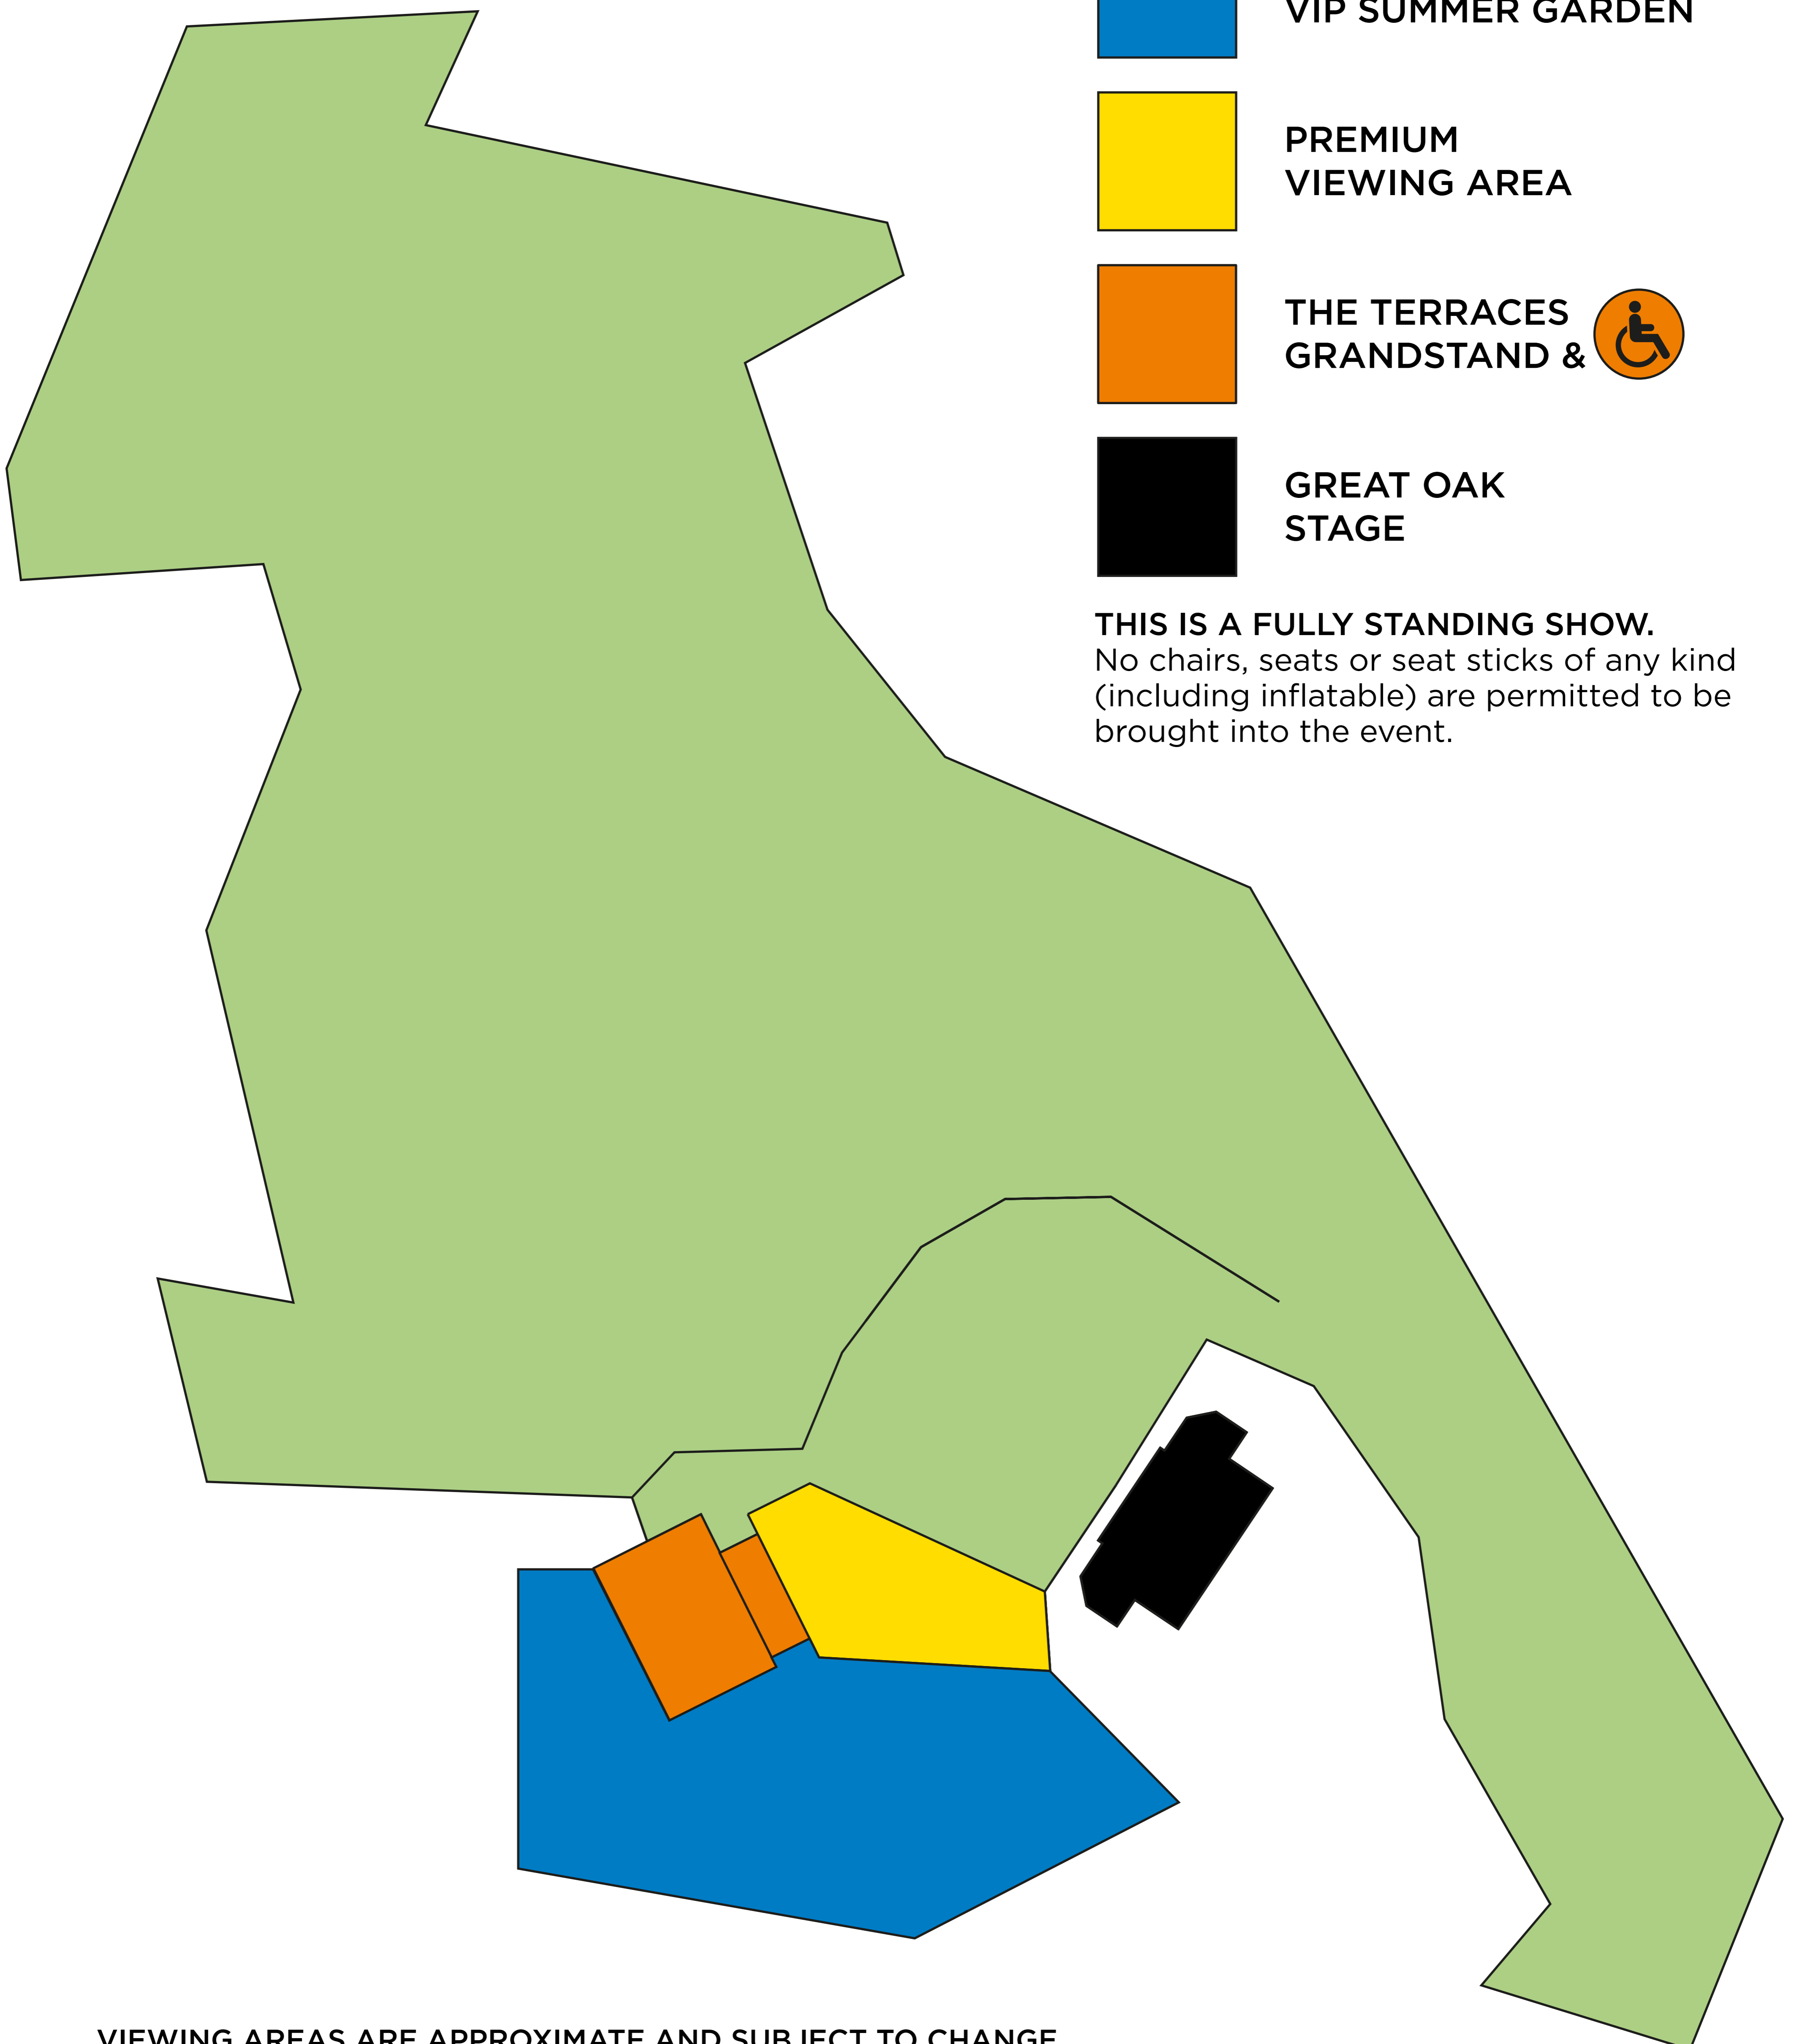 VIP SUMMER GARDEN
PREMIUM
VIEWING AREA
THE TERRACES
GRANDSTAND &
GREAT OAK
STAGE
THIS IS A FULLY STANDING SHOW.
No chairs, seats or seat sticks of any kind
(including inflatable) are permitted to be
brought into the event.
VIEWING AREAS ARE APPROXIMATE AND SUBJECT TO CHANGE